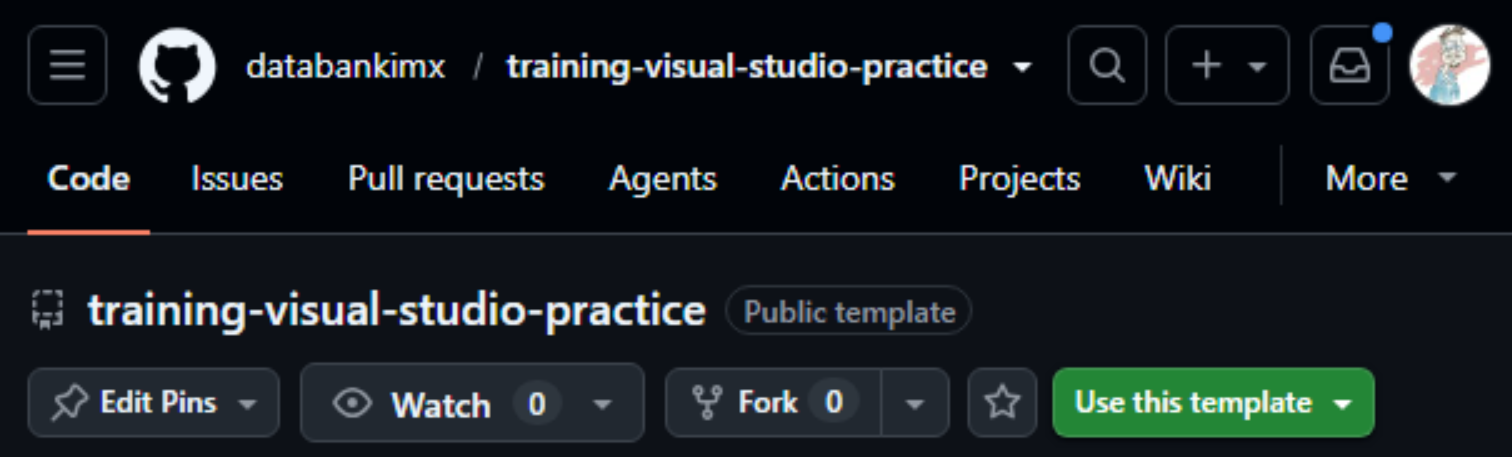 databankimx / training-visual-studio-practice
Code Issues Pull requests Agents Actions Projects Wiki More
training-visual-studio-practice Public template
Edit Pins Watch 0 Fork 0 Use this template